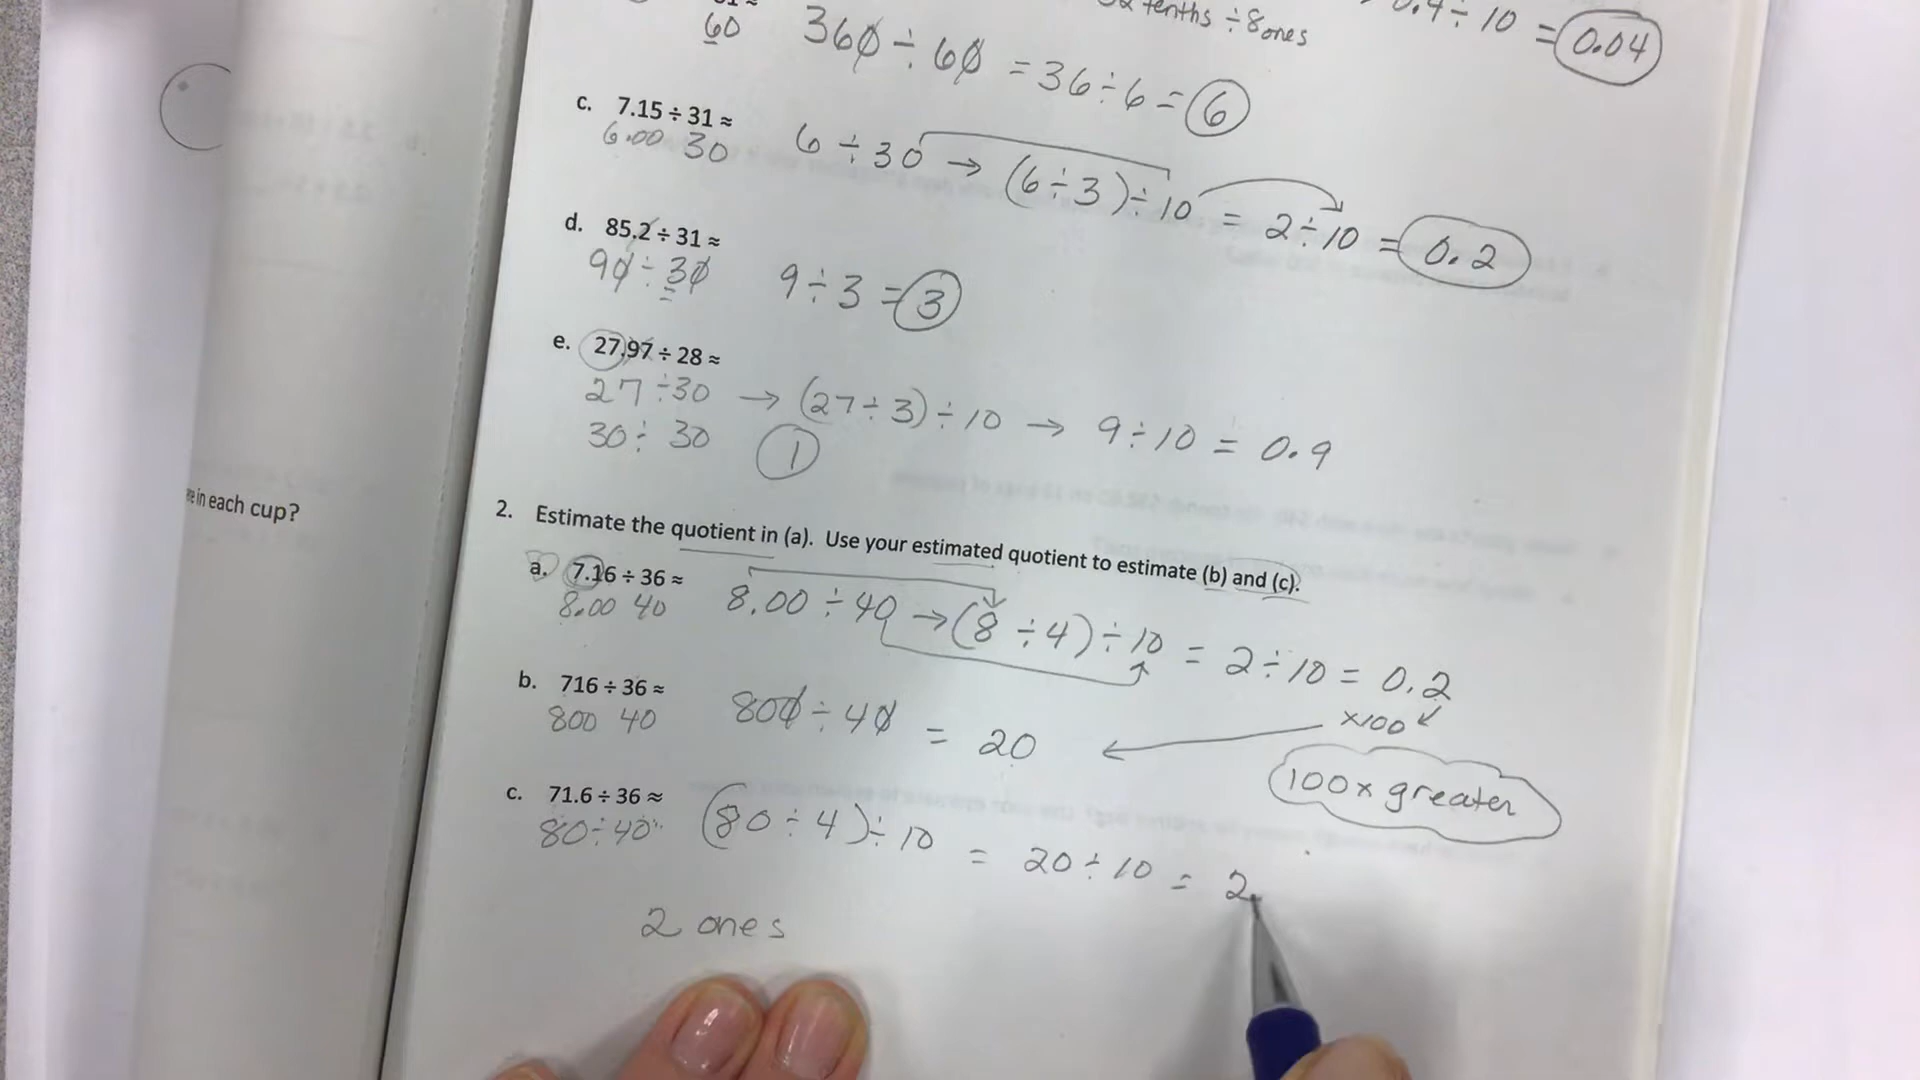 tenths ÷ 8 ones
0.4 ÷ 10 = 0.04
60
360 ÷ 60 = 36 ÷ 6 = 6
c. 7.15 ÷ 31 ≈
6.00 30
6 ÷ 30 → (6 ÷ 3) ÷ 10 = 2 ÷ 10 = 0.2
d. 85.2 ÷ 31 ≈
90 ÷ 30
9 ÷ 3 = 3
e. 27.97 ÷ 28 ≈
27 ÷ 30 → (27 ÷ 3) ÷ 10 → 9 ÷ 10 = 0.9
30 ÷ 30 1
in each cup?
2. Estimate the quotient in (a). Use your estimated quotient to estimate (b) and (c).
a. 7.16 ÷ 36 ≈
8.00 40
8.00 ÷ 40 → (8 ÷ 4) ÷ 10 = 2 ÷ 10 = 0.2
×100
b. 716 ÷ 36 ≈
800 40
800 ÷ 40 = 20
100x greater
c. 71.6 ÷ 36 ≈
80 ÷ 40
(80 ÷ 4) ÷ 10 = 20 ÷ 10 = 2
2 ones